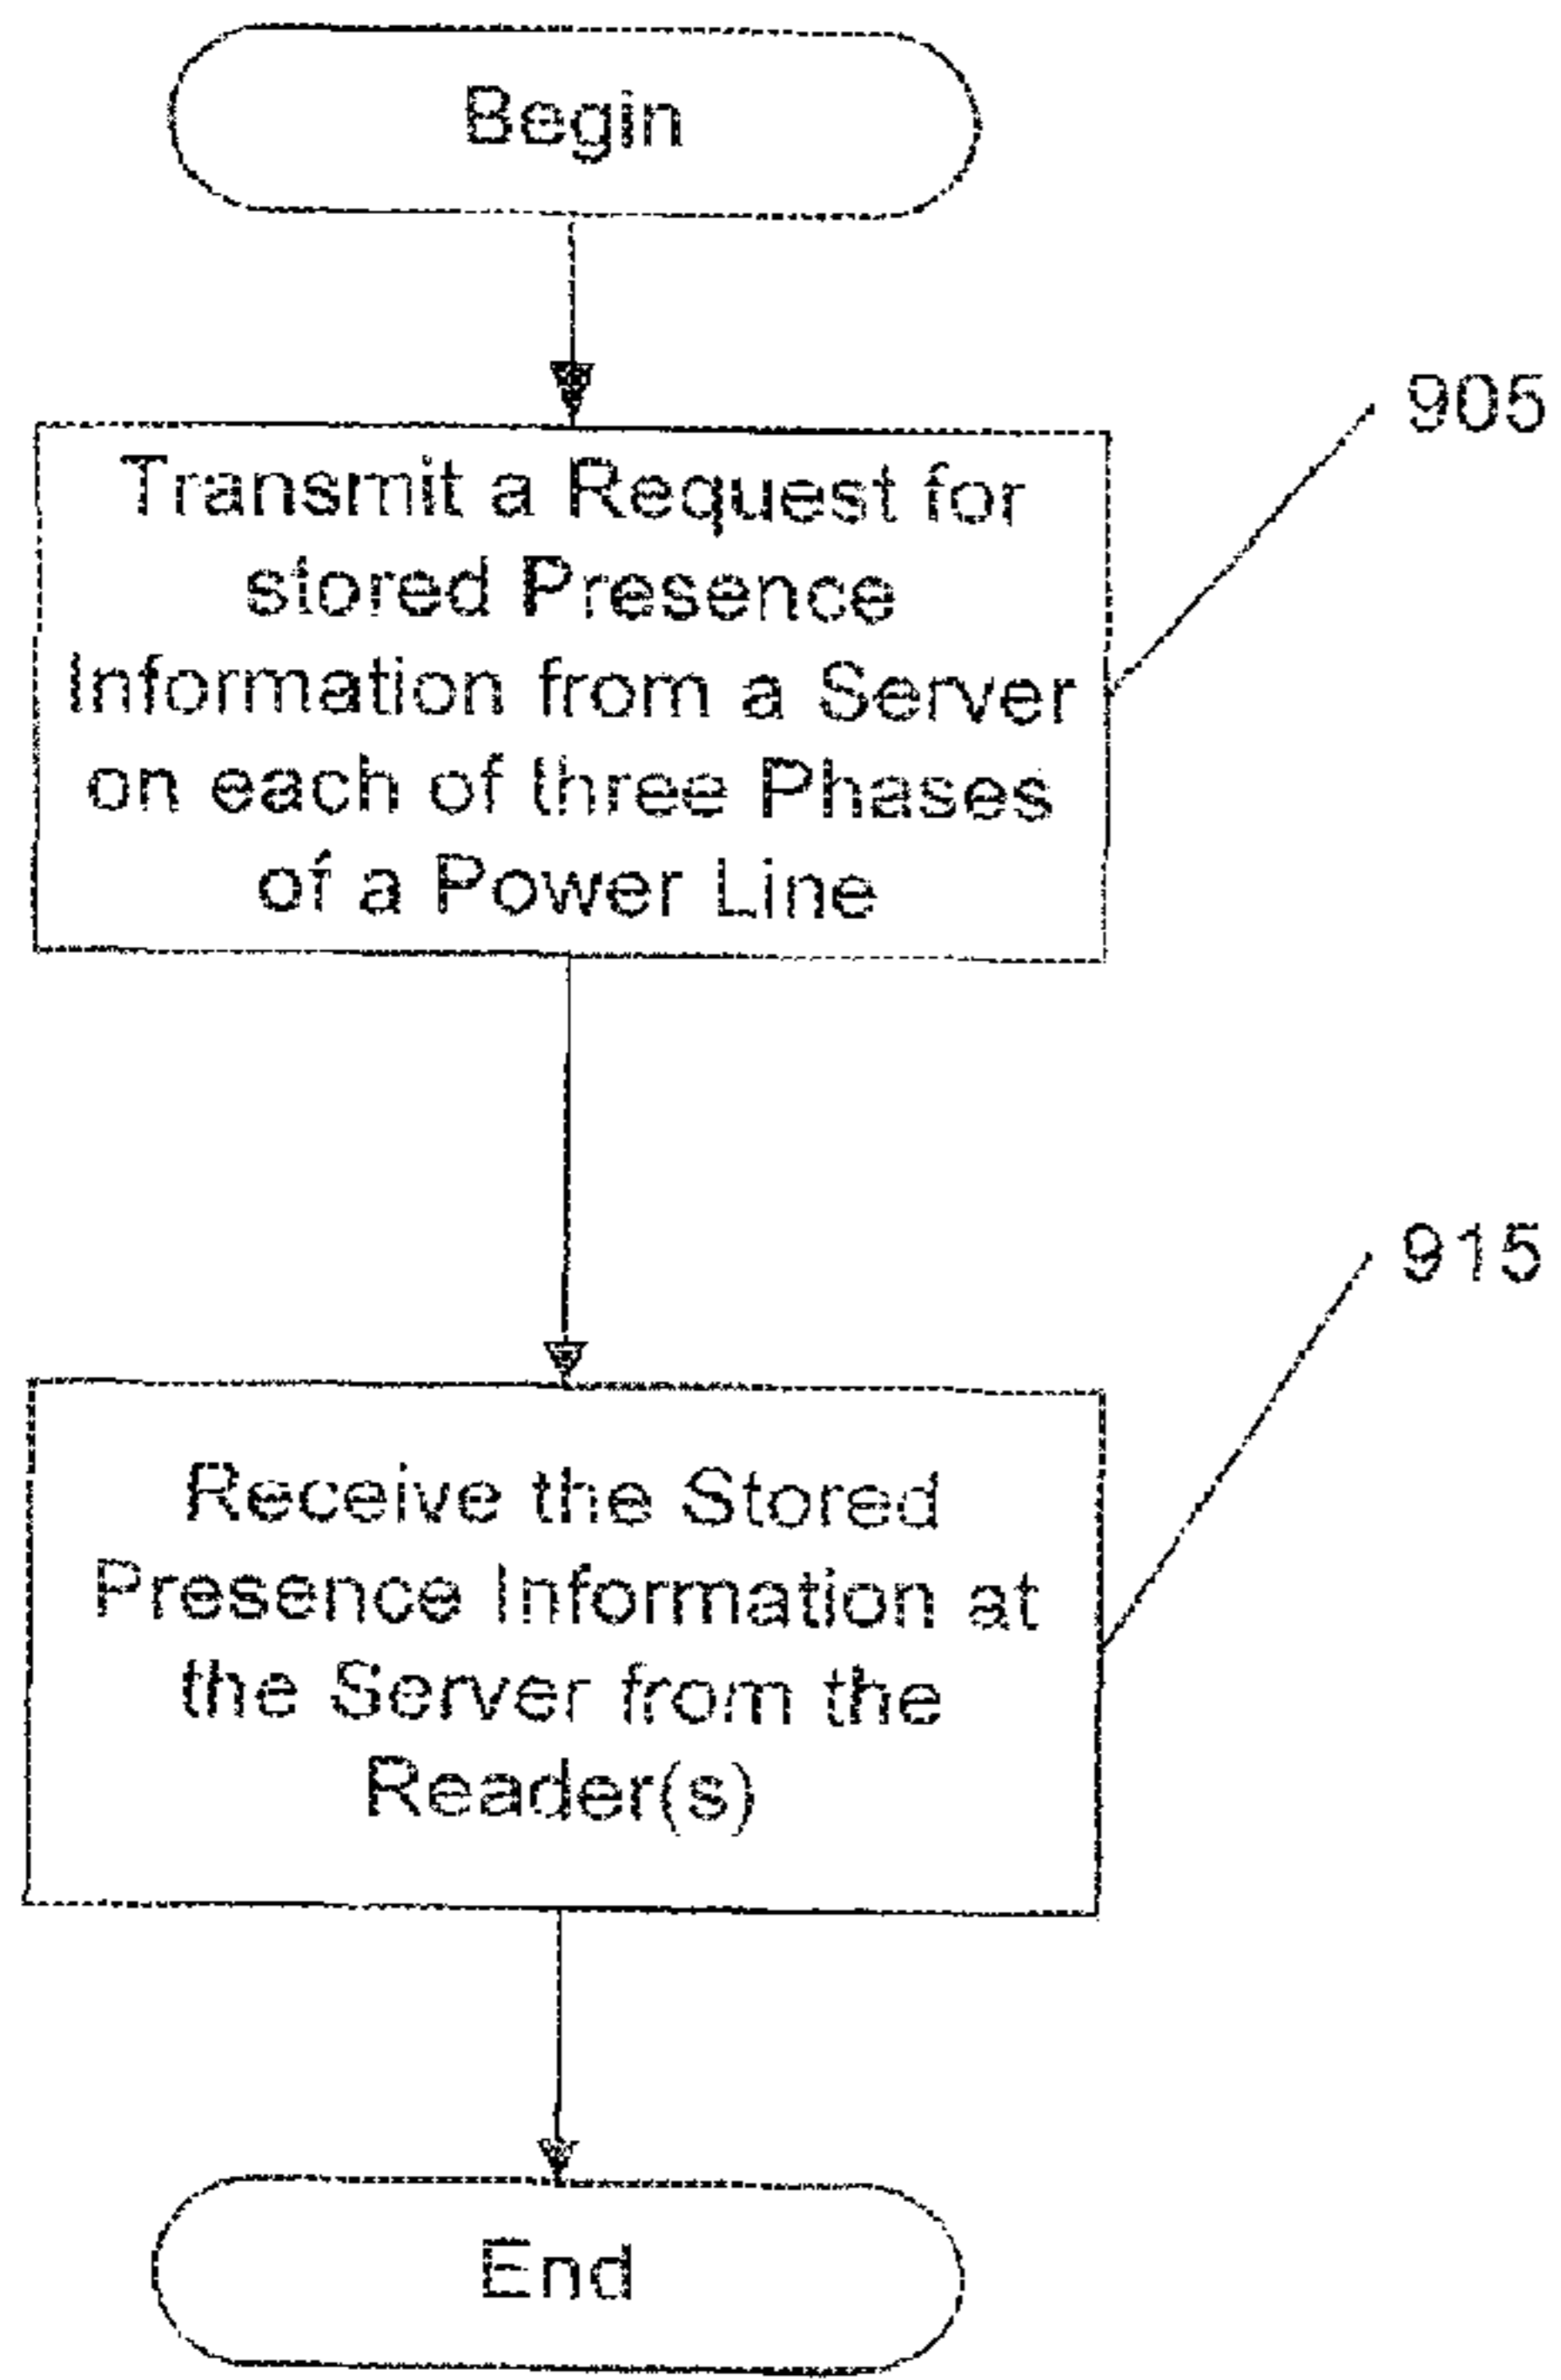 Begin
905
Transmit a Request for
stored Presence
Information from a Server
on each of three Phases
of a Power Line
915
Receive the Stored
Presence Information at
the Server from the
Reader(s)
End